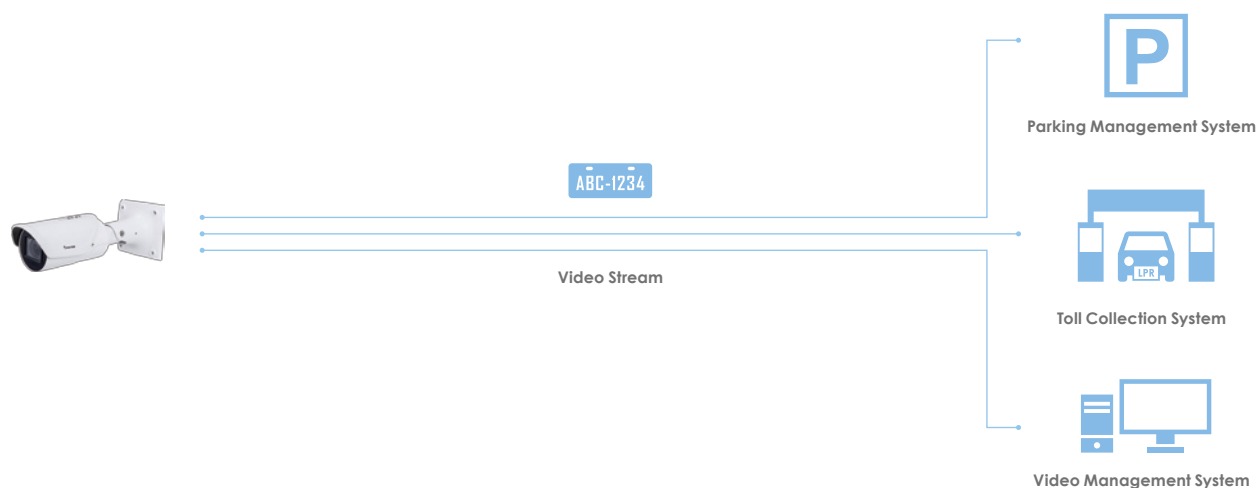 P
Parking Management System
ABC-1234
LPR
Video Stream
Toll Collection System
Video Management System